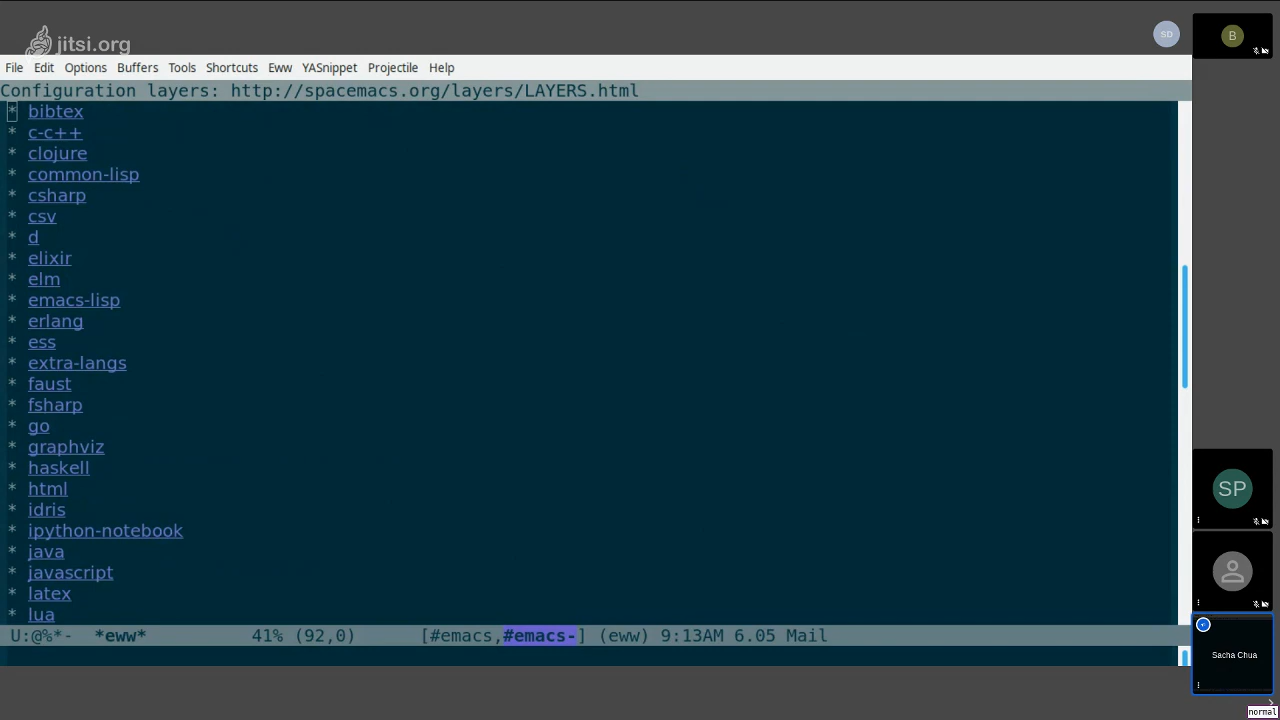 jitsi.org
SD
B
File Edit Options Buffers Tools Shortcuts Eww YASnippet Projectile Help
Configuration layers: http://spacemacs.org/layers/LAYERS.html
* bibtex
* c-c++
* clojure
* common-lisp
* csharp
* csv
* d
* elixir
* elm
* emacs-lisp
* erlang
* ess
* extra-langs
* faust
* fsharp
* go
* graphviz
* haskell
* html
* idris
* ipython-notebook
* java
* javascript
* latex
* lua
U:@%*- *eww* 41% (92,0) [#emacs,#emacs-] (eww) 9:13AM 6.05 Mail
SP
Sacha Chua
normal